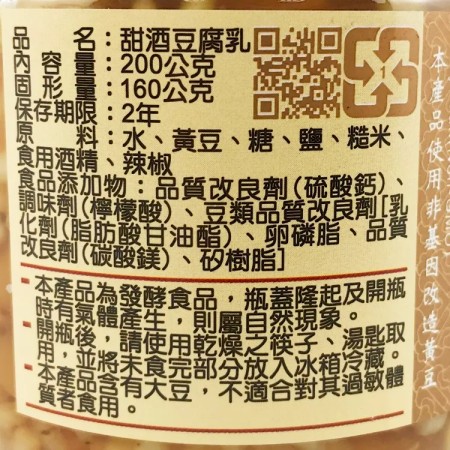 品名：甜酒豆腐乳
內容量：200公克
固形量：160公克
保存期限：2年
原料：水、黃豆、糖、鹽、糙米、
食用酒精、辣椒
食品添加物：品質改良劑(硫酸鈣)、
調味劑(檸檬酸)、豆類品質改良劑[乳
化劑(脂肪酸甘油酯)、卵磷脂、品質
改良劑(碳酸鎂)、矽樹脂]
本產品為發酵食品，瓶蓋隆起及開瓶
時有氣體產生，則屬自然現象。
開瓶後，請使用乾燥之筷子、湯匙取
用，並將未食完部分放入冰箱冷藏。
本產品含有大豆，不適合對其過敏體
質者食用。
本產品使用非基因改造黃豆